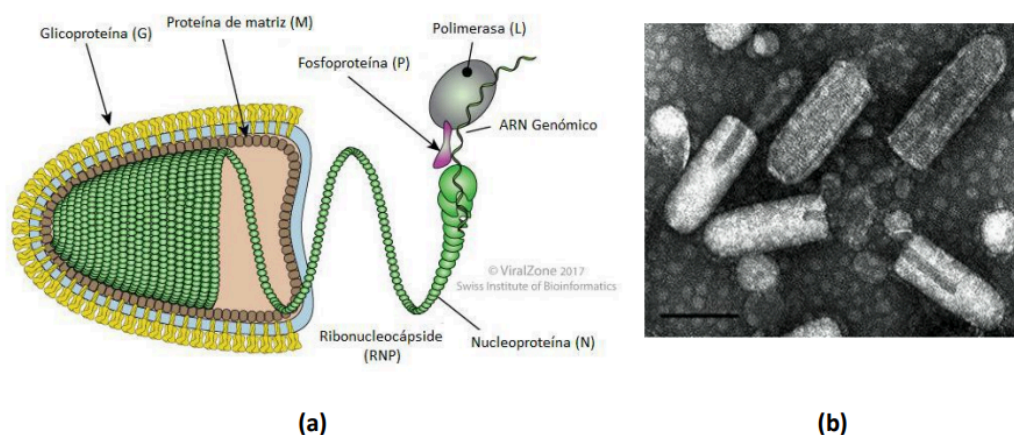 Glicoproteína (G)
Proteína de matriz (M)
Polimerasa (L)
Fosfoproteína (P)
ARN Genómico
© ViralZone 2017
Swiss Institute of Bioinformatics
Ribonucleocápside
(RNP)
Nucleoproteína (N)
(a)
(b)